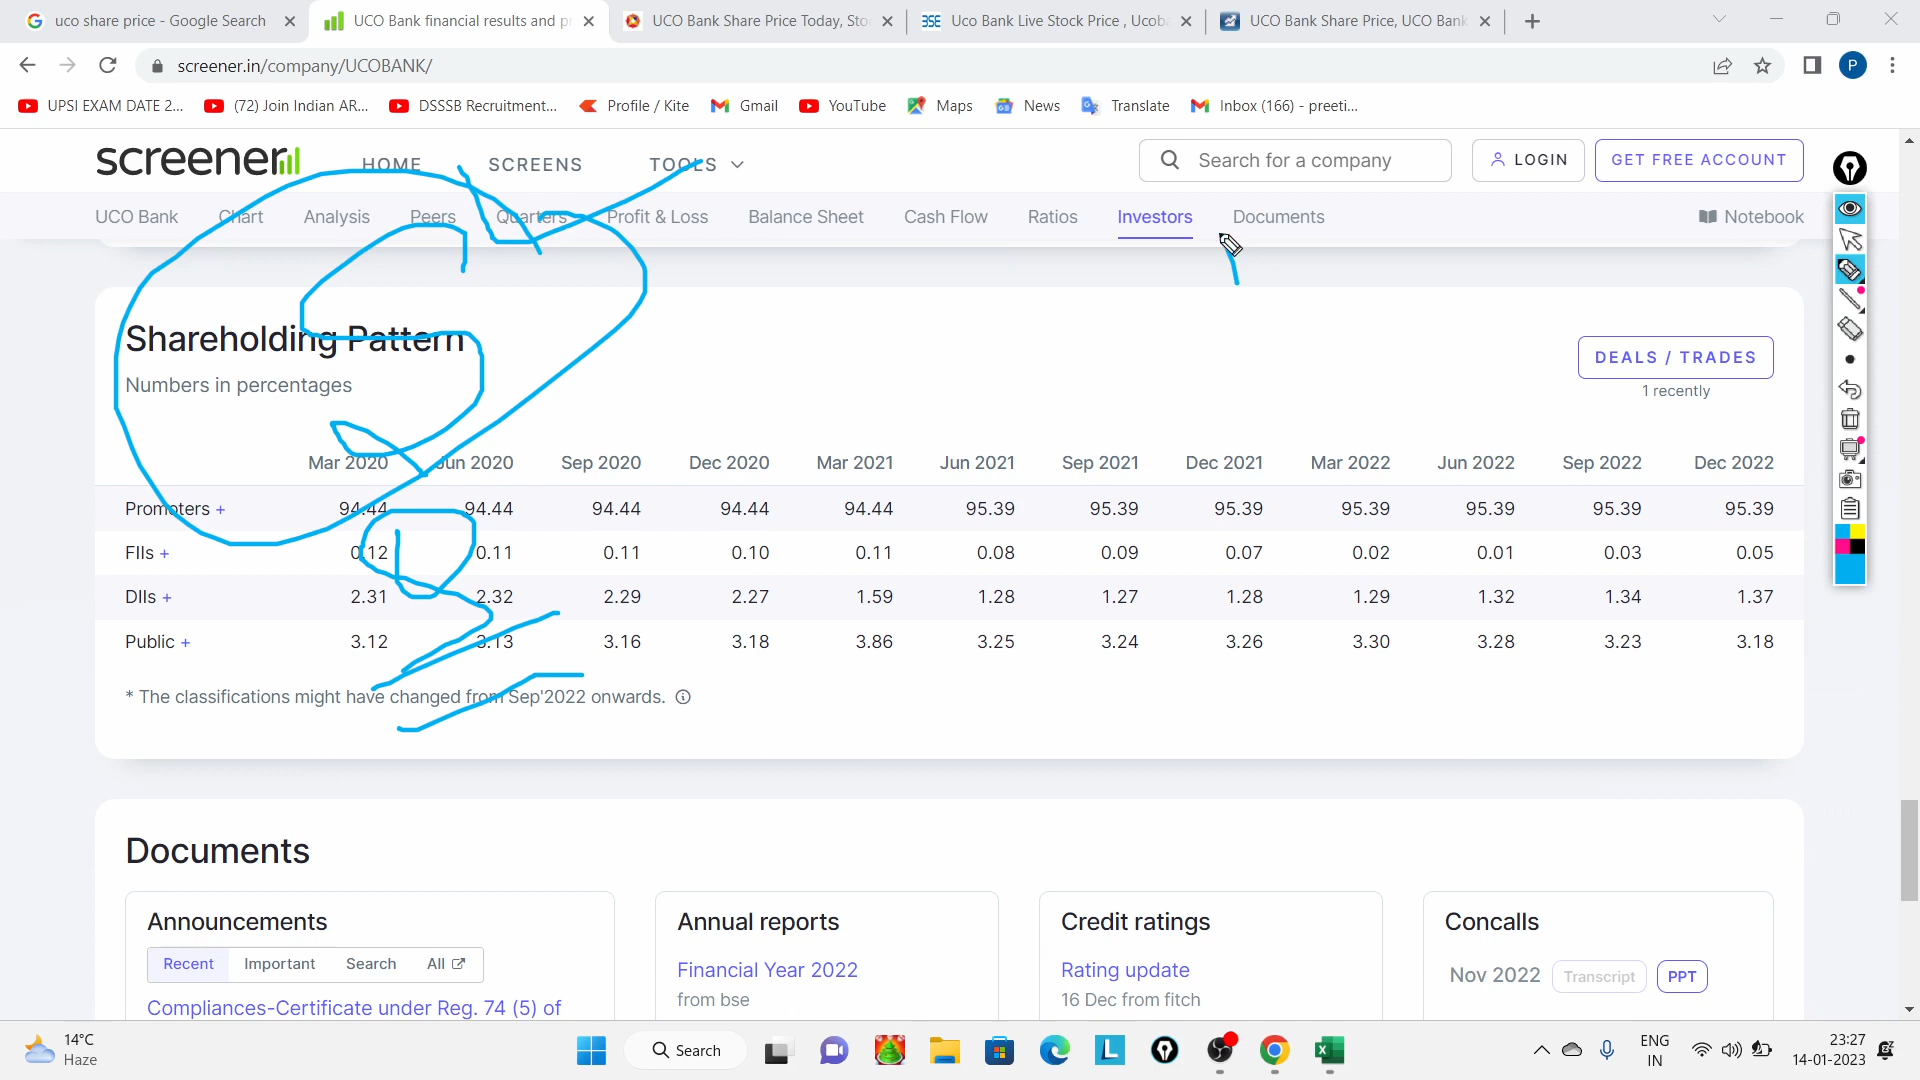 uco share price - Google Search
UCO Bank financial results and p
UCO Bank Share Price Today, Sto
BSE Uco Bank Live Stock Price , Ucob
UCO Bank Share Price, UCO Bank
screener.in/company/UCOBANK/
P
UPSI EXAM DATE 2... (72) Join Indian AR... DSSSB Recruitment... Profile / Kite Gmail YouTube Maps News Translate Inbox (166) - preeti...
screener HOME SCREENS TOOLS Search for a company LOGIN GET FREE ACCOUNT
UCO Bank Chart Analysis Peers Quarters Profit & Loss Balance Sheet Cash Flow Ratios Investors Documents Notebook
Shareholding Pattern
Numbers in percentages
DEALS / TRADES
1 recently
Mar 2020 Jun 2020 Sep 2020 Dec 2020 Mar 2021 Jun 2021 Sep 2021 Dec 2021 Mar 2022 Jun 2022 Sep 2022 Dec 2022
Promoters + 94.44 94.44 94.44 94.44 94.44 95.39 95.39 95.39 95.39 95.39 95.39 95.39
FIIs + 0.12 0.11 0.11 0.10 0.11 0.08 0.09 0.07 0.02 0.01 0.03 0.05
DIIs + 2.31 2.32 2.29 2.27 1.59 1.28 1.27 1.28 1.29 1.32 1.34 1.37
Public + 3.12 3.13 3.16 3.18 3.86 3.25 3.24 3.26 3.30 3.28 3.23 3.18
* The classifications might have changed from Sep'2022 onwards.
Documents
Announcements
Recent Important Search All
Compliances-Certificate under Reg. 74 (5) of
Annual reports
Financial Year 2022
from bse
Credit ratings
Rating update
16 Dec from fitch
Concalls
Nov 2022 Transcript PPT
14°C
Haze
Search
ENG
IN
23:27
14-01-2023